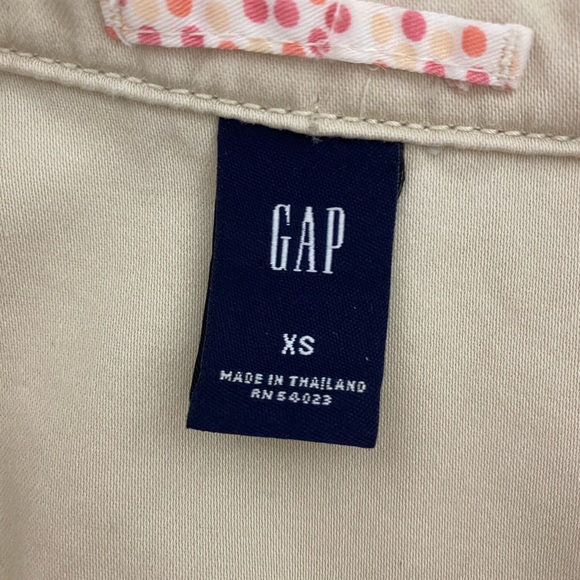 GAP
XS
MADE IN THAILAND
RN 54023